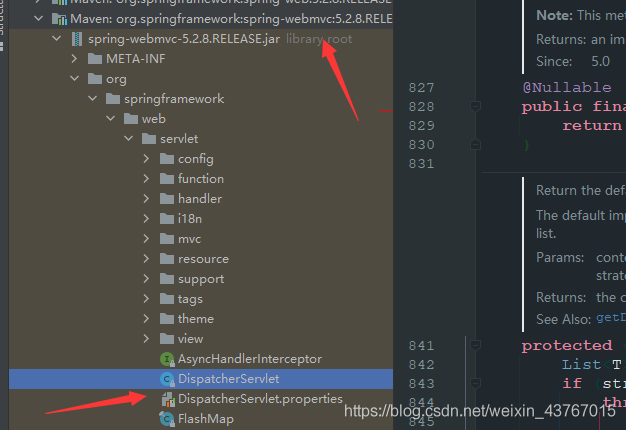 Maven: org.springframework:spring-web:5.2.8.RELEASE
Maven: org.springframework:spring-webmvc:5.2.8.RELE
spring-webmvc-5.2.8.RELEASE.jar library root
META-INF
org
springframework
web
servlet
config
function
handler
i18n
mvc
resource
support
tags
theme
view
AsyncHandlerInterceptor
DispatcherServlet
DispatcherServlet.properties
FlashMap
Note: This met
Returns: an im
Since: 5.0
827 @Nullable
828 public fina
829 return
830 }
831
Return the defa
The default imp
list.
Params: conte
strate
Returns: the c
See Also: getD
841 protected
842 List<T
843 if (str
844 thr
845
https://blog.csdn.net/weixin_43767015